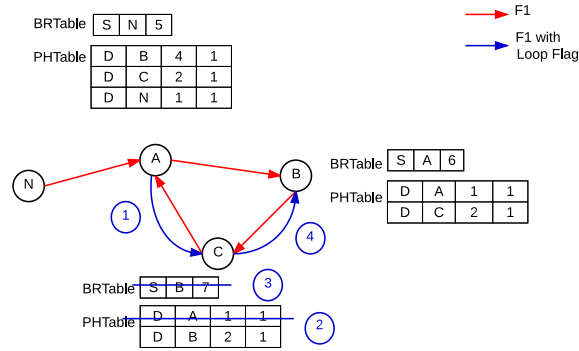 BRTable S N 5
F1
F1 with
Loop Flag
PHTable D B 4 1
D C 2 1
D N 1 1
N
A
B
C
1
4
BRTable S A 6
PHTable D A 1 1
D C 2 1
BRTable S B 7
3
PHTable D A 1 1
D B 2 1
2